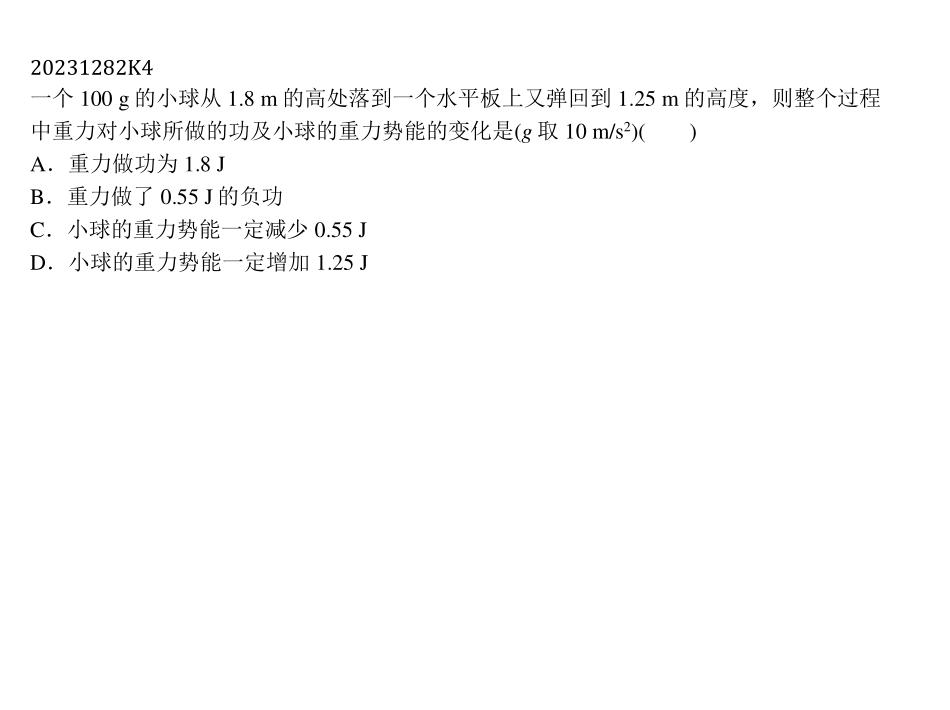 20231282K4
一个 100 g 的小球从 1.8 m 的高处落到一个水平板上又弹回到 1.25 m 的高度，则整个过程
中重力对小球所做的功及小球的重力势能的变化是(g 取 10 m/s²)(　　)
A．重力做功为 1.8 J
B．重力做了 0.55 J 的负功
C．小球的重力势能一定减少 0.55 J
D．小球的重力势能一定增加 1.25 J